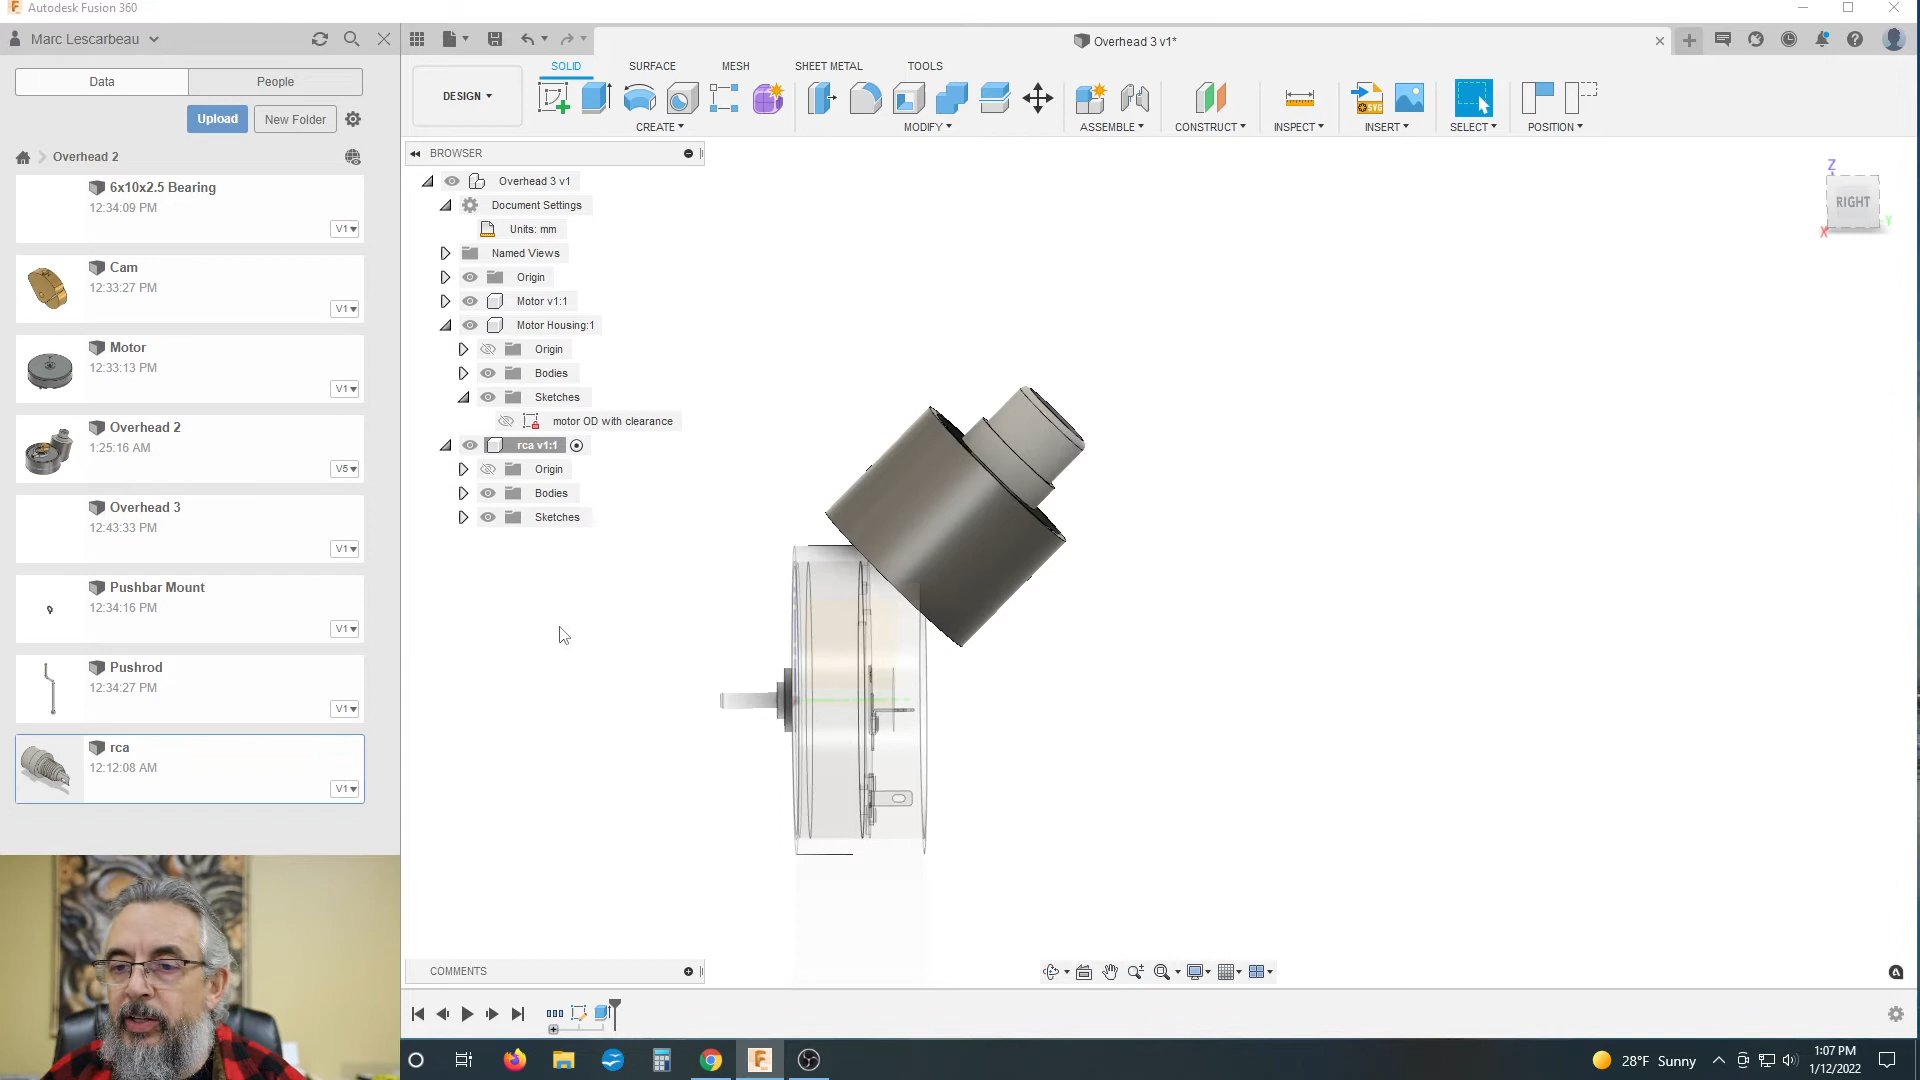 Autodesk Fusion 360
Marc Lescarbeau
Overhead 3 v1*
Data
People
Upload
New Folder
Overhead 2
6x10x2.5 Bearing
12:34:09 PM
V1
Cam
12:33:27 PM
V1
Motor
12:33:13 PM
V1
Overhead 2
1:25:16 AM
V5
Overhead 3
12:43:33 PM
V1
Pushbar Mount
12:34:16 PM
V1
Pushrod
12:34:27 PM
V1
rca
12:12:08 AM
V1
DESIGN
SOLID
SURFACE
MESH
SHEET METAL
TOOLS
CREATE
MODIFY
ASSEMBLE
CONSTRUCT
INSPECT
INSERT
SELECT
POSITION
SVG
BROWSER
Overhead 3 v1
Document Settings
Units: mm
Named Views
Origin
Motor v1:1
Motor Housing:1
Origin
Bodies
Sketches
motor OD with clearance
rca v1:1
Origin
Bodies
Sketches
Z
RIGHT
Y
X
COMMENTS
28°F Sunny
1:07 PM
1/12/2022